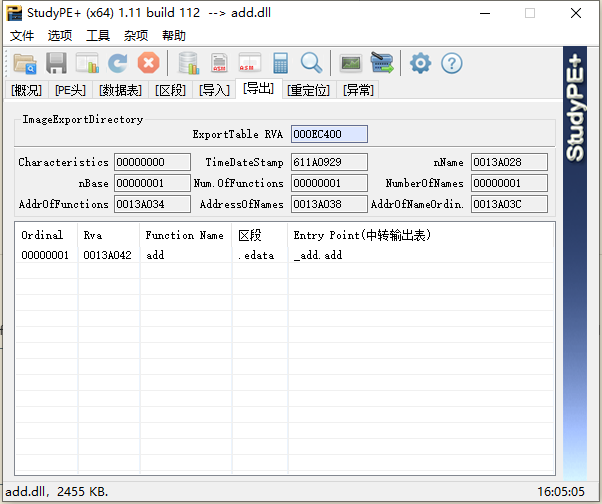 StudyPE+ (x64) 1.11 build 112 --> add.dll
文件 选项 工具 杂项 帮助
[概况] [PE头] [数据表] [区段] [导入] [导出] [重定位] [异常]
StudyPE+
ImageExportDirectory
ExportTable RVA 000EC400
Characteristics 00000000 TimeDateStamp 611A0929 nName 0013A028
nBase 00000001 Num.OfFunctions 00000001 NumberOfNames 00000001
AddrOfFunctions 0013A034 AddressOfNames 0013A038 AddrOfNameOrdin. 0013A03C
Ordinal Rva Function Name 区段 Entry Point(中转输出表)
00000001 0013A042 add .edata _add.add
add.dll, 2455 KB. 16:05:05